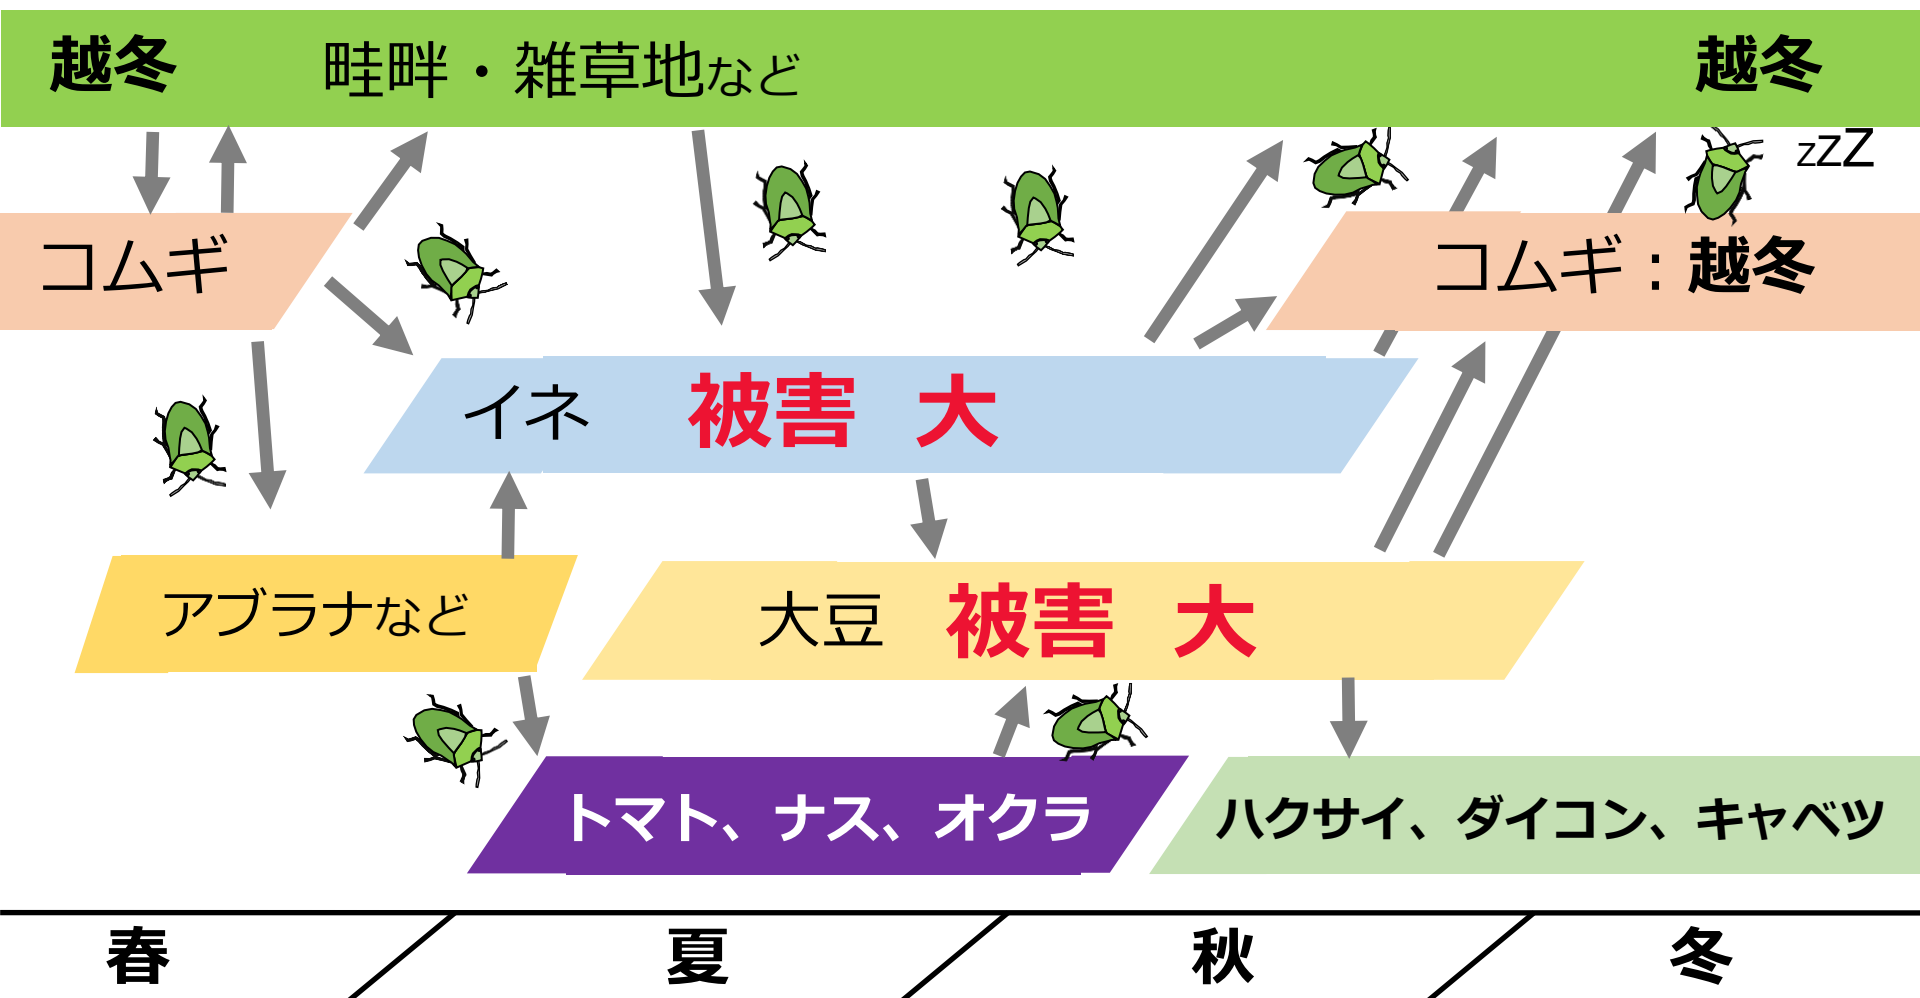 越冬 畦畔・雑草地など 越冬
zZZ
コムギ コムギ：越冬
イネ 被害 大
アブラナなど 大豆 被害 大
トマト、ナス、オクラ ハクサイ、ダイコン、キャベツ
春 夏 秋 冬